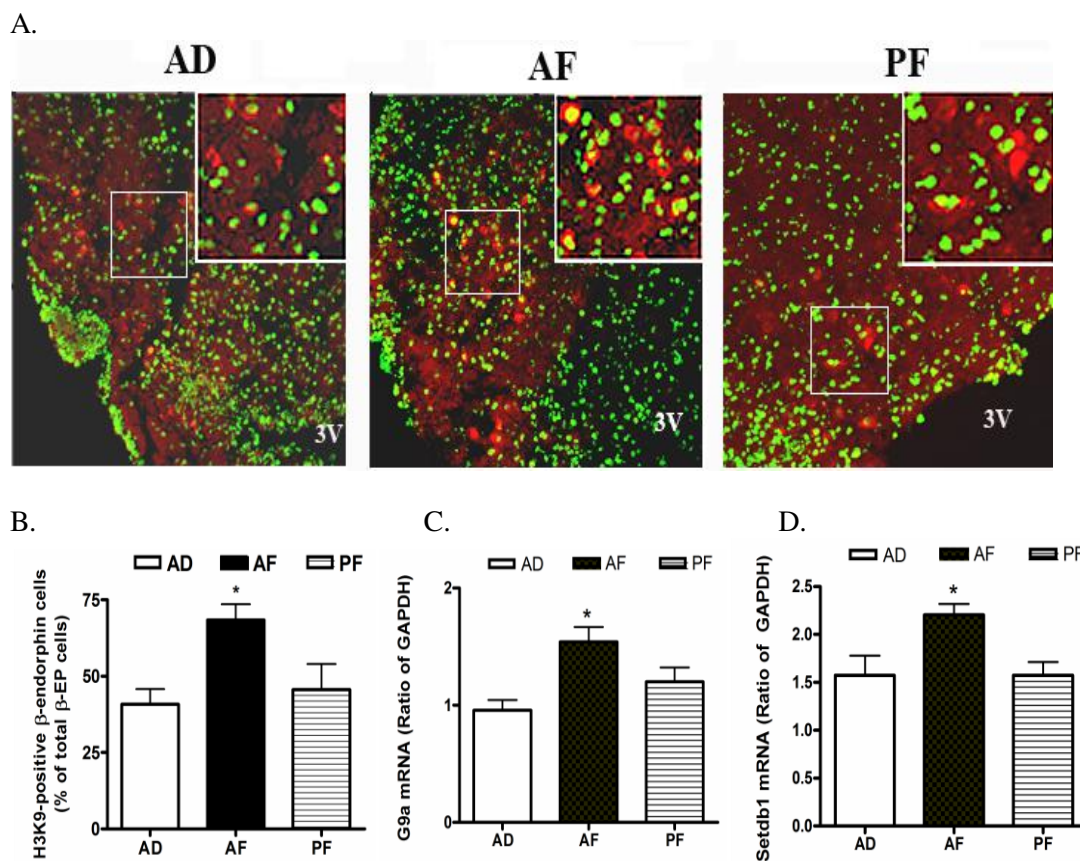 A.
AD AF PF
3V 3V 3V
B. C. D.
AD AF PF
H3K9-positive β-endorphin cells
(% of total β-EP cells)
75
50
25
0
*
AD AF PF
AD AF PF
G9a mRNA (Ratio of GAPDH)
2
1
0
*
AD AF PF
AD AF PF
Setdb1 mRNA (Ratio of GAPDH)
2.5
2.0
1.5
1.0
0.5
0.0
*
AD AF PF